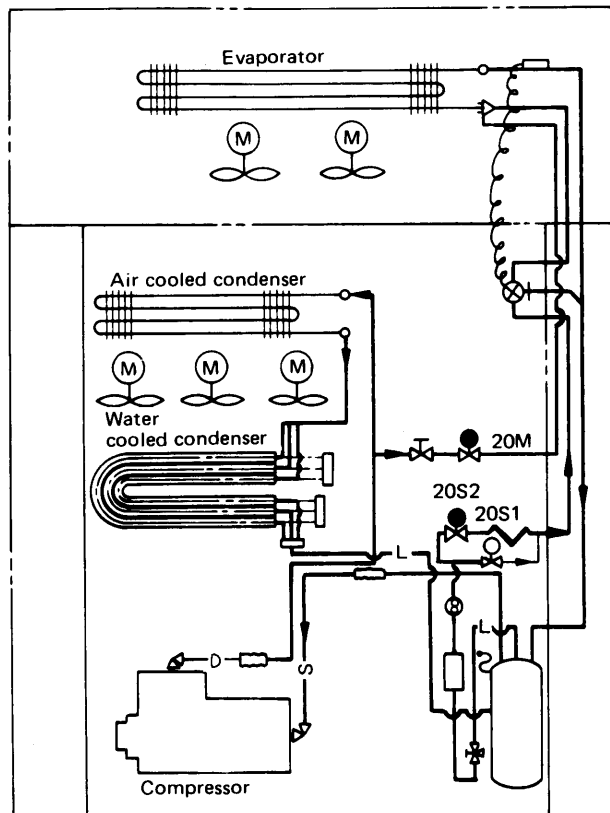 Evaporator
M
M
Air cooled condenser
M
M
M
Water
cooled condenser
20M
20S2
20S1
L
L
D
S
Compressor